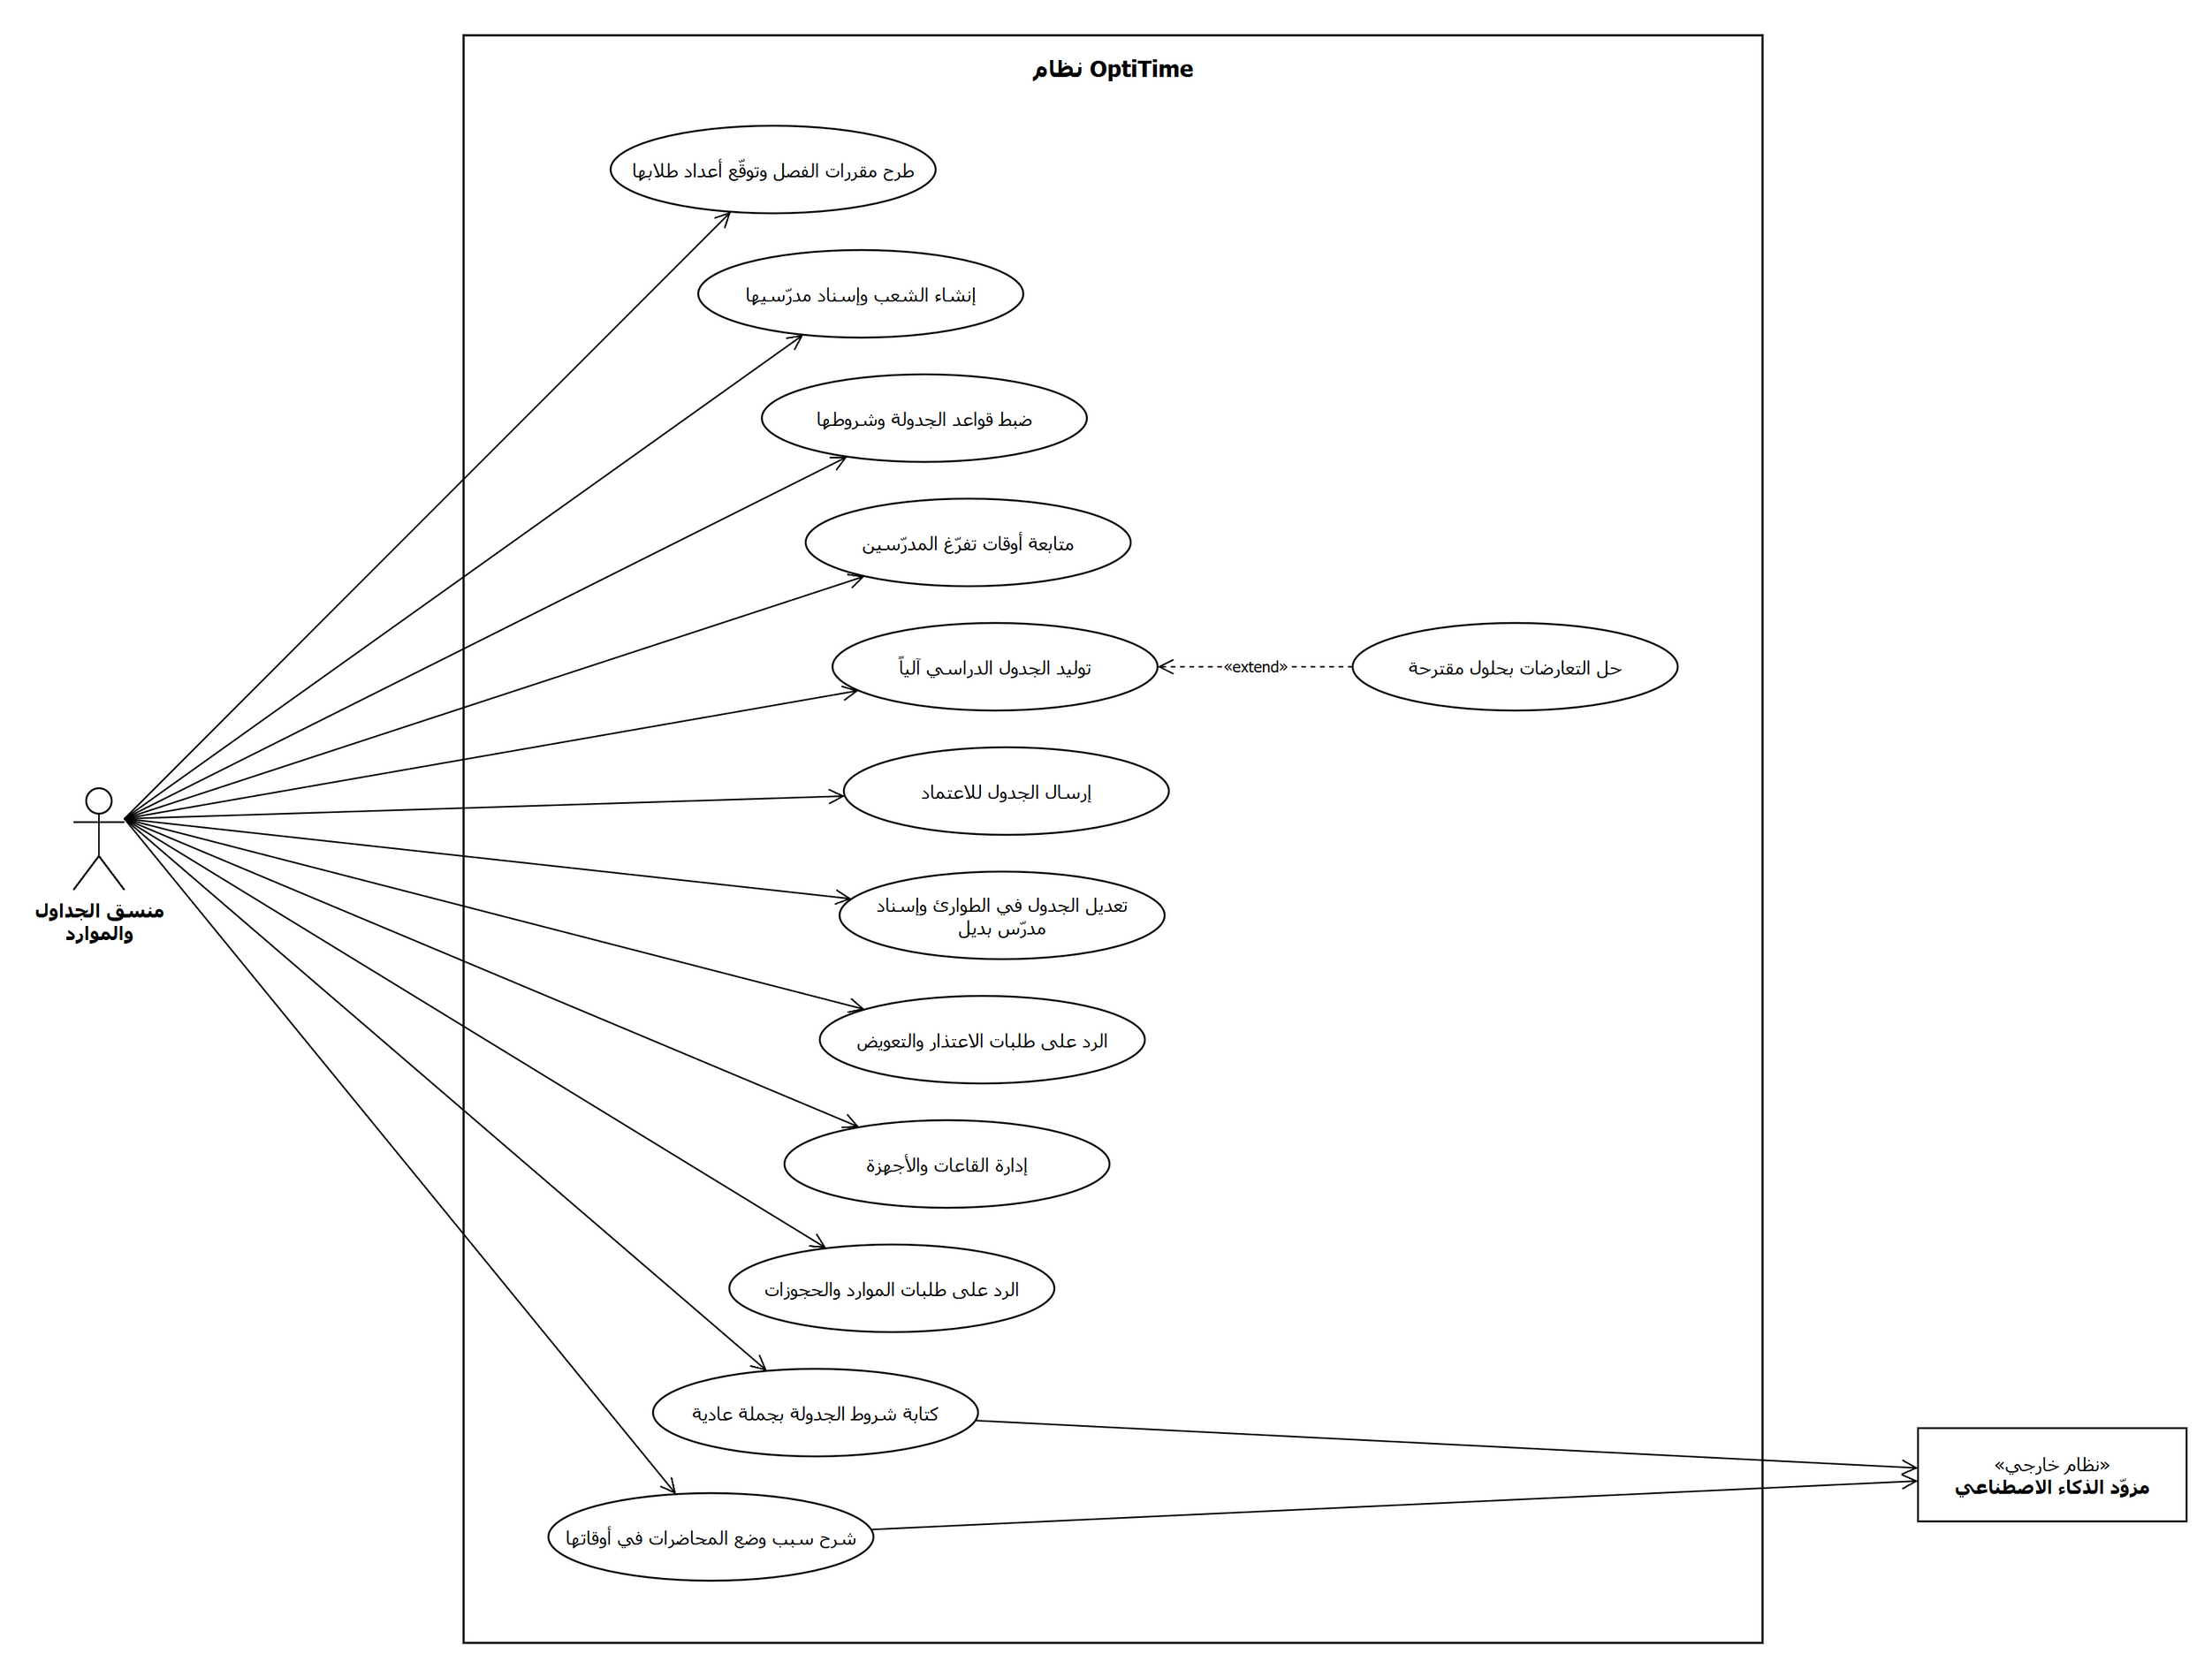 نظام OptiTime
طرح مقررات الفصل وتوقّع أعداد طلابها
إنشاء الشعب وإسناد مدرّسيها
ضبط قواعد الجدولة وشروطها
متابعة أوقات تفرّغ المدرّسين
توليد الجدول الدراسي آلياً
«extend»
حل التعارضات بحلول مقترحة
إرسال الجدول للاعتماد
منسق الجداول
والموارد
تعديل الجدول في الطوارئ وإسناد
مدرّس بديل
الرد على طلبات الاعتذار والتعويض
إدارة القاعات والأجهزة
الرد على طلبات الموارد والحجوزات
كتابة شروط الجدولة بجملة عادية
«نظام خارجي»
مزوّد الذكاء الاصطناعي
شرح سبب وضع المحاضرات في أوقاتها